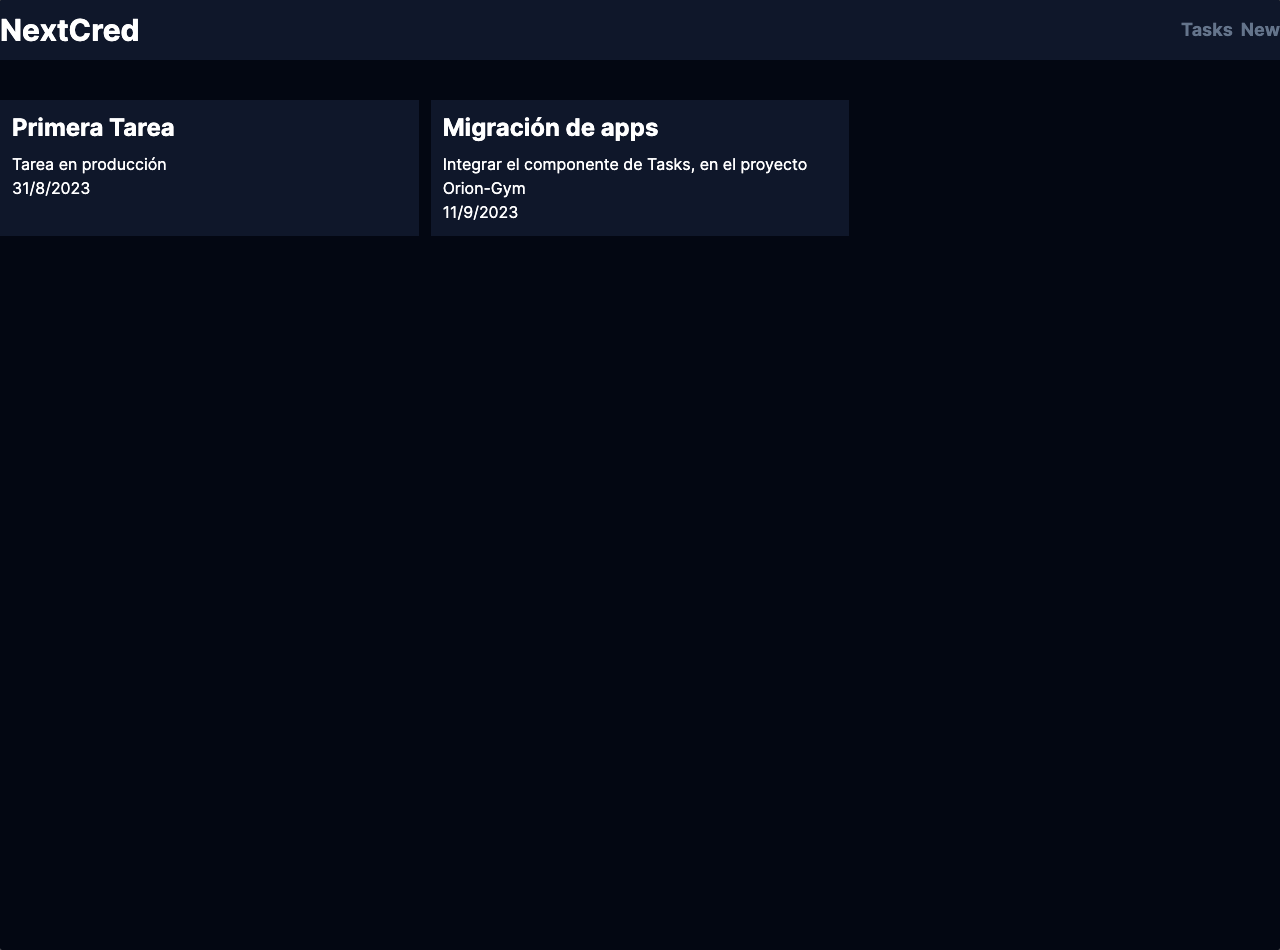 NextCred
Tasks New
Primera Tarea
Tarea en producción
31/8/2023
Migración de apps
Integrar el componente de Tasks, en el proyecto
Orion-Gym
11/9/2023